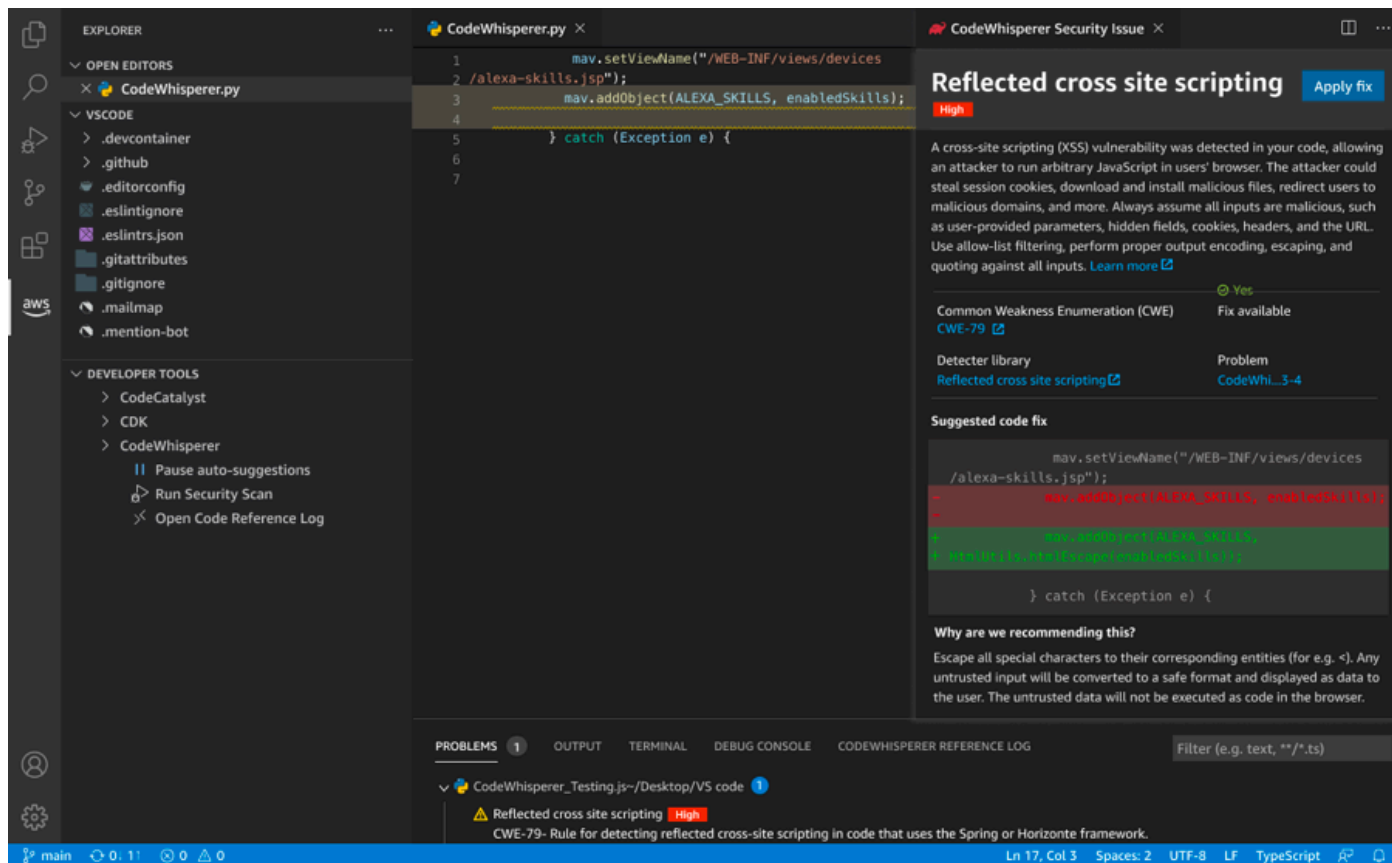 EXPLORER ...
OPEN EDITORS
CodeWhisperer.py
VSCODE
.devcontainer
.github
.editorconfig
.eslintignore
.eslintrs.json
.gitattributes
.gitignore
.mailmap
.mention-bot
DEVELOPER TOOLS
CodeCatalyst
CDK
CodeWhisperer
Pause auto-suggestions
Run Security Scan
Open Code Reference Log
aws
CodeWhisperer.py
1 mav.setViewName("/WEB-INF/views/devices
2 /alexa-skills.jsp");
3 mav.addObject(ALEXA_SKILLS, enabledSkills);
4
5 } catch (Exception e) {
6
7
CodeWhisperer Security Issue ...
Reflected cross site scripting
Apply fix
High
A cross-site scripting (XSS) vulnerability was detected in your code, allowing
an attacker to run arbitrary JavaScript in users' browser. The attacker could
steal session cookies, download and install malicious files, redirect users to
malicious domains, and more. Always assume all inputs are malicious, such
as user-provided parameters, hidden fields, cookies, headers, and the URL.
Use allow-list filtering, perform proper output encoding, escaping, and
quoting against all inputs. Learn more
Yes
Common Weakness Enumeration (CWE) Fix available
CWE-79
Detecter library Problem
Reflected cross site scripting CodeWhi...3-4
Suggested code fix
mav.setViewName("/WEB-INF/views/devices
/alexa-skills.jsp");
- mav.addObject(ALEXA_SKILLS, enabledSkills);
-
+ mav.addObject(ALEXA_SKILLS,
+ HtmlUtils.htmlEscape(enabledSkills));
} catch (Exception e) {
Why are we recommending this?
Escape all special characters to their corresponding entities (for e.g. <). Any
untrusted input will be converted to a safe format and displayed as data to
the user. The untrusted data will not be executed as code in the browser.
PROBLEMS 1 OUTPUT TERMINAL DEBUG CONSOLE CODEWHISPERER REFERENCE LOG
Filter (e.g. text, **/*.ts)
CodeWhisperer_Testing.js~/Desktop/VS code 1
Reflected cross site scripting High
CWE-79- Rule for detecting reflected cross-site scripting in code that uses the Spring or Horizonte framework.
main 0↓ 1↑ 0 0 Ln 17, Col 3 Spaces: 2 UTF-8 LF TypeScript